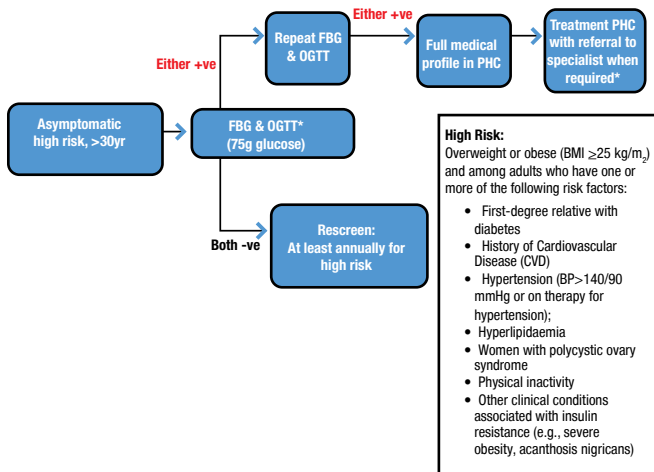 Either +ve
Repeat FBG
& OGTT
Either +ve
Full medical
profile in PHC
Treatment PHC
with referral to
specialist when
required*
Asymptomatic
high risk, >30yr
FBG & OGTT*
(75g glucose)
Both -ve
Rescreen:
At least annually for
high risk
High Risk:
Overweight or obese (BMI ≥25 kg/m₂)
and among adults who have one or
more of the following risk factors:
• First-degree relative with
diabetes
• History of Cardovascular
Disease (CVD)
• Hypertension (BP>140/90
mmHg or on therapy for
hypertension);
• Hyperlipidaemia
• Women with polycystic ovary
syndrome
• Physical inactivity
• Other clinical conditions
associated with insulin
resistance (e.g., severe
obesity, acanthosis nigricans)